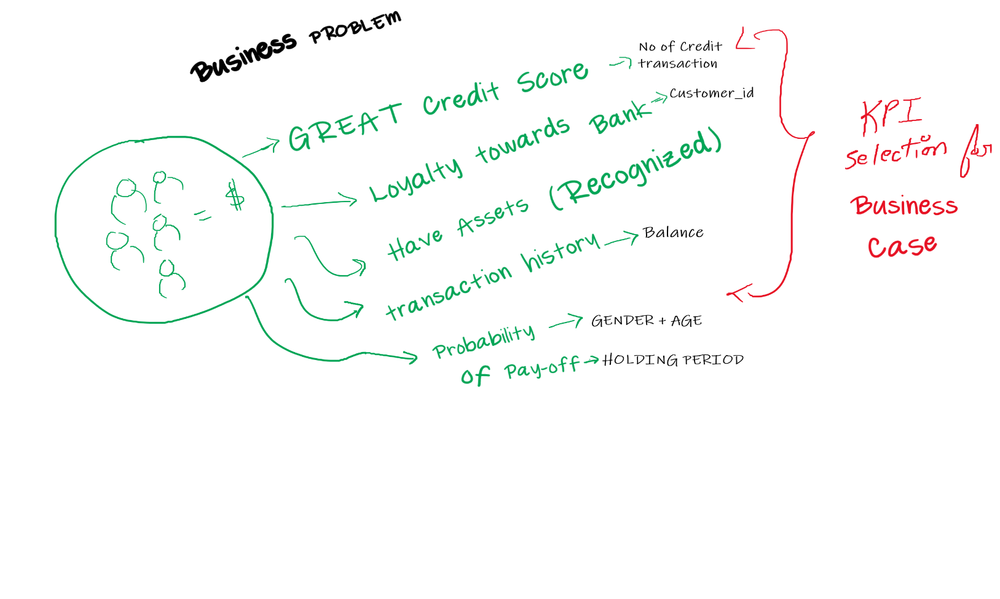 Business PROBLEM
GREAT Credit Score
No of Credit
transaction
Loyalty towards Bank
Customer_id
Have Assets (Recognized)
transaction history
Balance
Probability
GENDER + AGE
of Pay-off
HOLDING PERIOD
= $
KPI
selection for
Business
Case